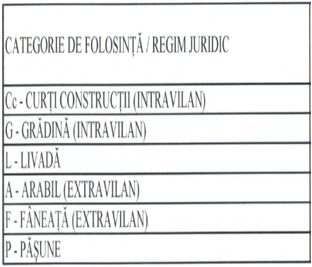 CATEGORIE DE FOLOSINȚĂ / REGIM JURIDIC
Cc - CURȚI CONSTRUCȚII (INTRAVILAN)
G - GRĂDINĂ (INTRAVILAN)
L - LIVADĂ
A - ARABIL (EXTRAVILAN)
F - FÂNEAȚĂ (EXTRAVILAN)
P - PĂȘUNE